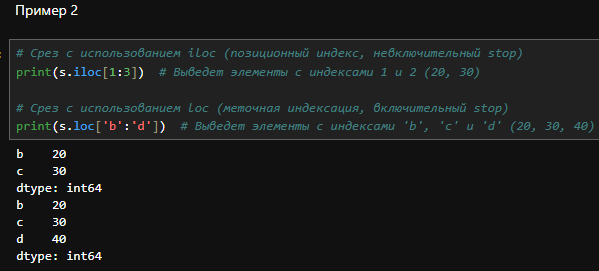 Пример 2
# Срез с использованием iloc (позиционный индекс, невключительный stop)
print(s.iloc[1:3])  # Выведет элементы с индексами 1 и 2 (20, 30)
# Срез с использованием loc (меточная индексация, включительный stop)
print(s.loc['b':'d'])  # Выведет элементы с индексами 'b', 'c' и 'd' (20, 30, 40)
b    20
c    30
dtype: int64
b    20
c    30
d    40
dtype: int64